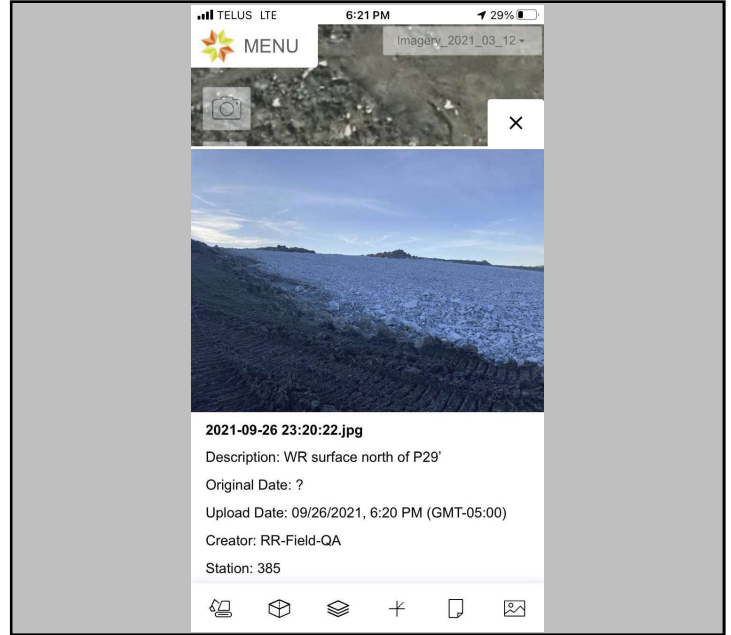 TELUS LTE 6:21 PM 29%
MENU
Imagery_2021_03_12
2021-09-26 23:20:22.jpg
Description: WR surface north of P29'
Original Date: ?
Upload Date: 09/26/2021, 6:20 PM (GMT-05:00)
Creator: RR-Field-QA
Station: 385